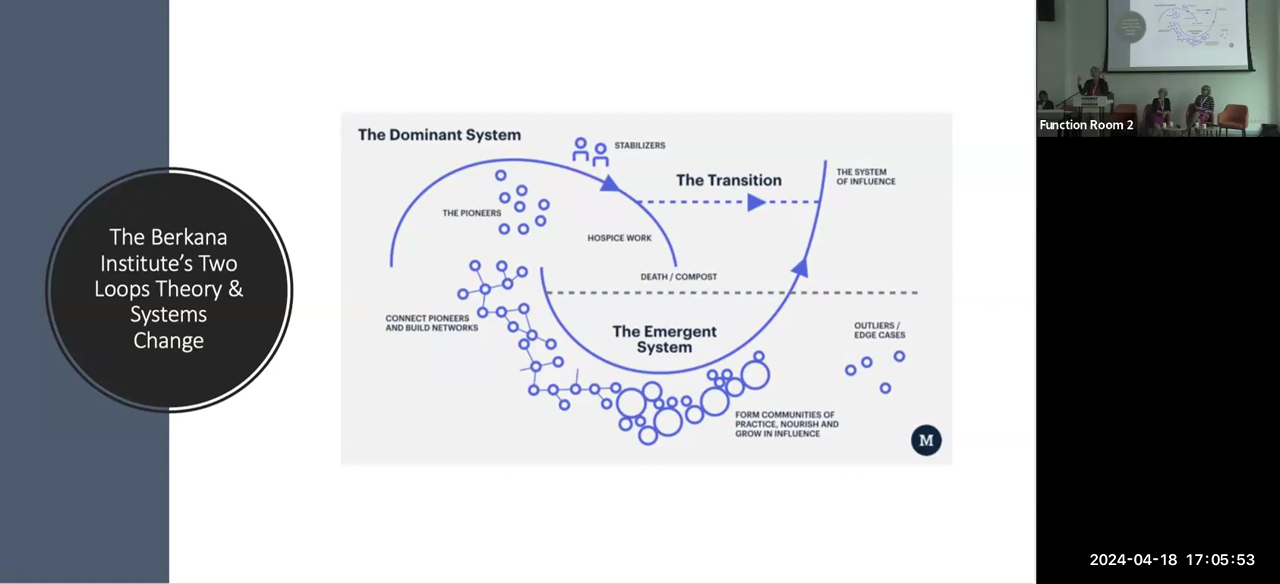 The Berkana
Institute's Two
Loops Theory &
Systems
Change
The Dominant System
STABILIZERS
The Transition
THE SYSTEM
OF INFLUENCE
THE PIONEERS
HOSPICE WORK
DEATH / COMPOST
CONNECT PIONEERS
AND BUILD NETWORKS
The Emergent
System
OUTLIERS /
EDGE CASES
FORM COMMUNITIES OF
PRACTICE, NOURISH AND
GROW IN INFLUENCE
M
Function Room 2
2024-04-18 17:05:53